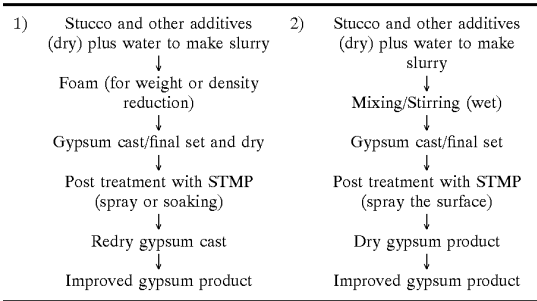 1)
Stucco and other additives
(dry) plus water to make slurry
↓
Foam (for weight or density
reduction)
↓
Gypsum cast/final set and dry
↓
Post treatment with STMP
(spray or soaking)
↓
Redry gypsum cast
↓
Improved gypsum product
2)
Stucco and other additives
(dry) plus water to make
slurry
↓
Mixing/Stirring (wet)
↓
Gypsum cast/final set
↓
Post treatment with STMP
(spray the surface)
↓
Dry gypsum product
↓
Improved gypsum product